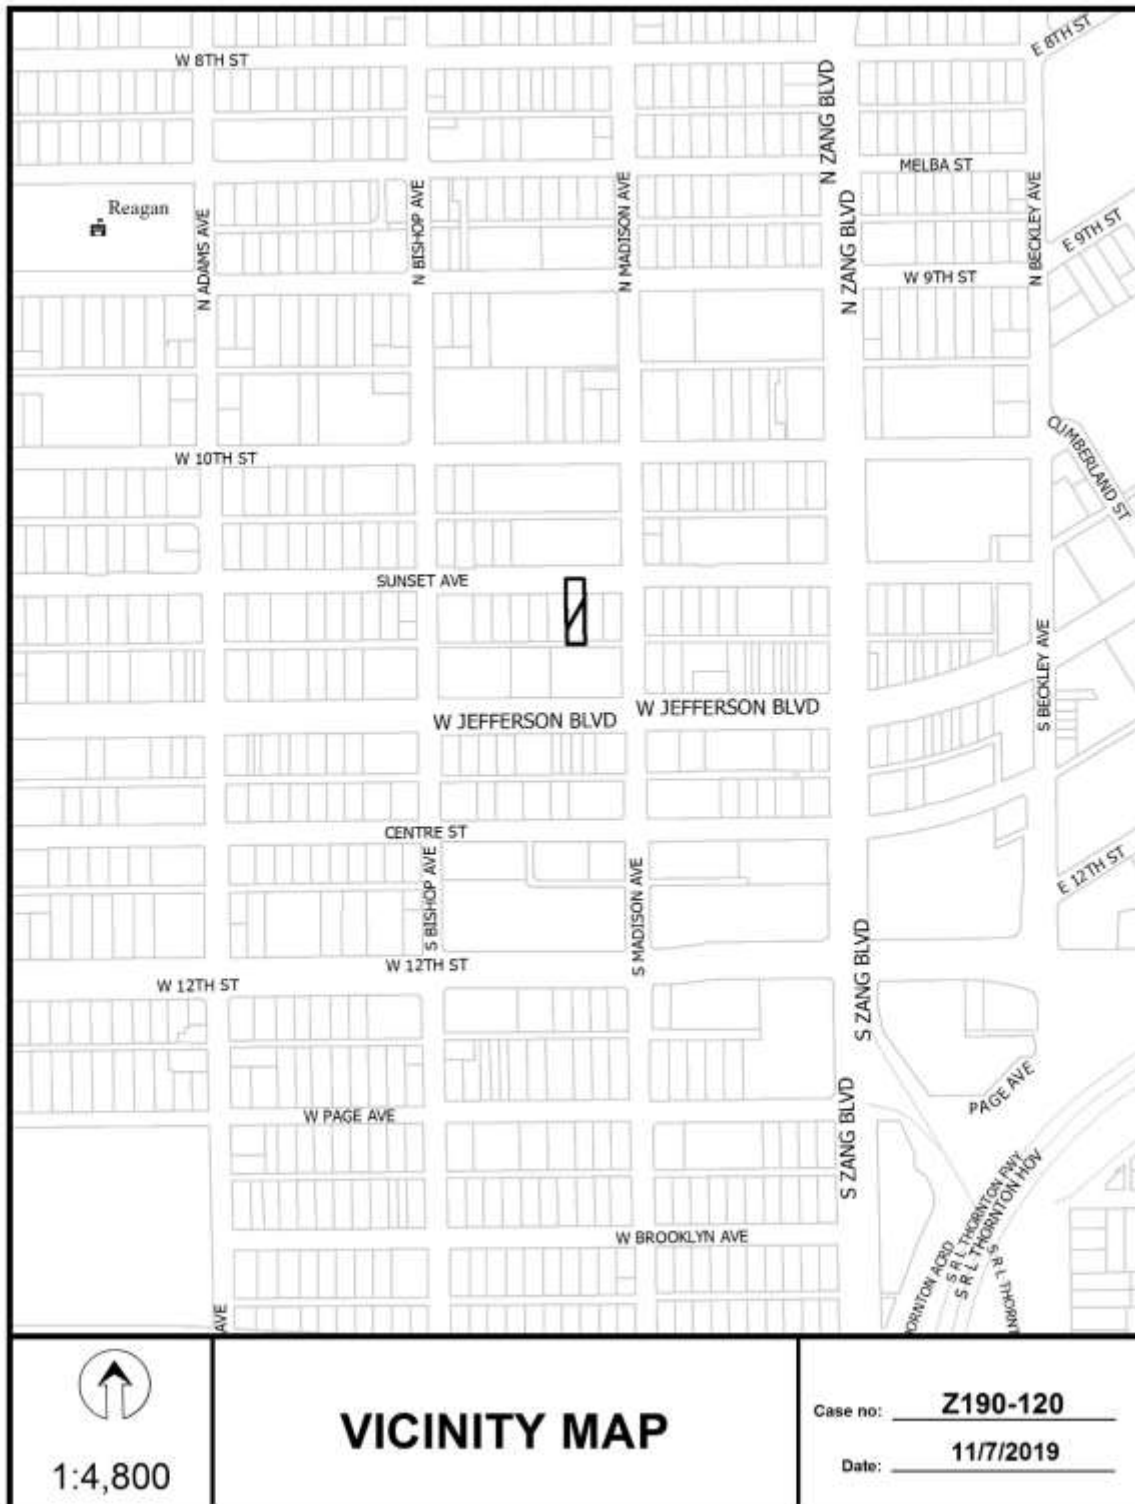 W 8TH ST
E 8TH ST
N ZANG BLVD
MELBA ST
Reagan
N ADAMS AVE
N BISHOP AVE
N MADISON AVE
N ZANG BLVD
N BECKLEY AVE
E 9TH ST
W 9TH ST
W 10TH ST
CUMBERLAND ST
SUNSET AVE
S BECKLEY AVE
W JEFFERSON BLVD
W JEFFERSON BLVD
CENTRE ST
S BISHOP AVE
S MADISON AVE
E 12TH ST
W 12TH ST
W 12TH ST
S ZANG BLVD
PAGE AVE
W PAGE AVE
S ZANG BLVD
S R L THORNTON FWY
S R L THORNTON HOV
W BROOKLYN AVE
ORNTON ACRD
S R L THORN
AVE
1:4,800
VICINITY MAP
Case no: Z190-120
Date: 11/7/2019